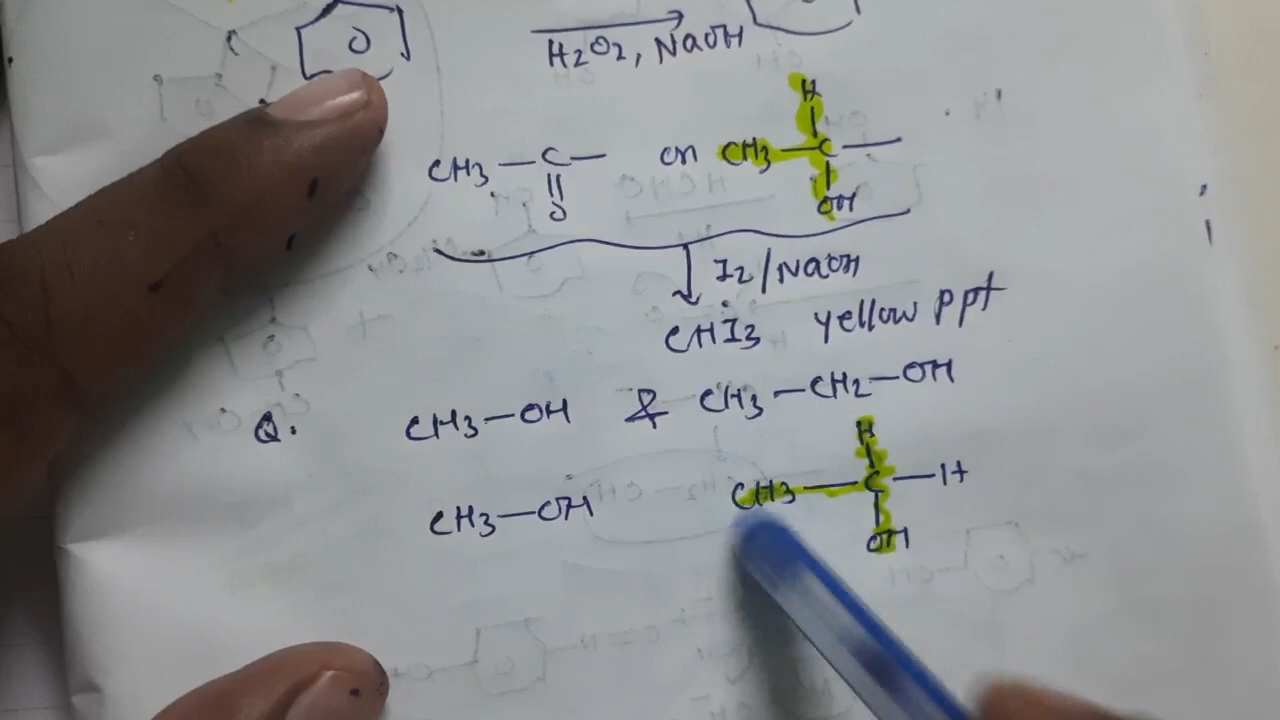 O
H2O2, NaOH
H
CH3 — C — or CH3 — C —
O OH
I2/NaOH
CHI3 yellow ppt
Q. CH3—OH & CH3—CH2—OH
H
CH3—OH CH3—C—H
OH